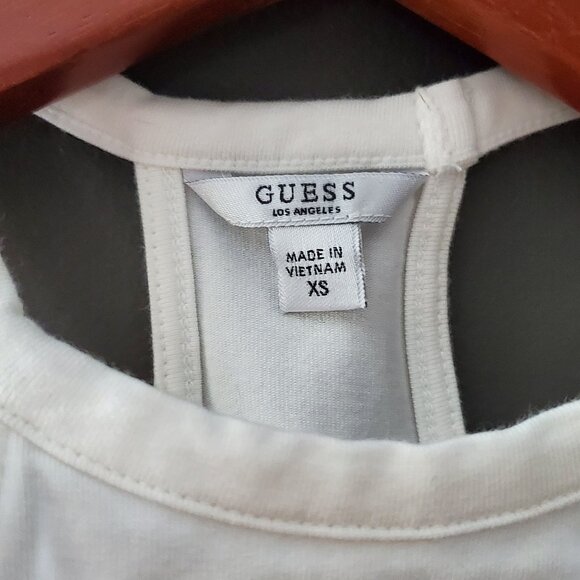 GUESS
LOS ANGELES
MADE IN
VIETNAM
XS